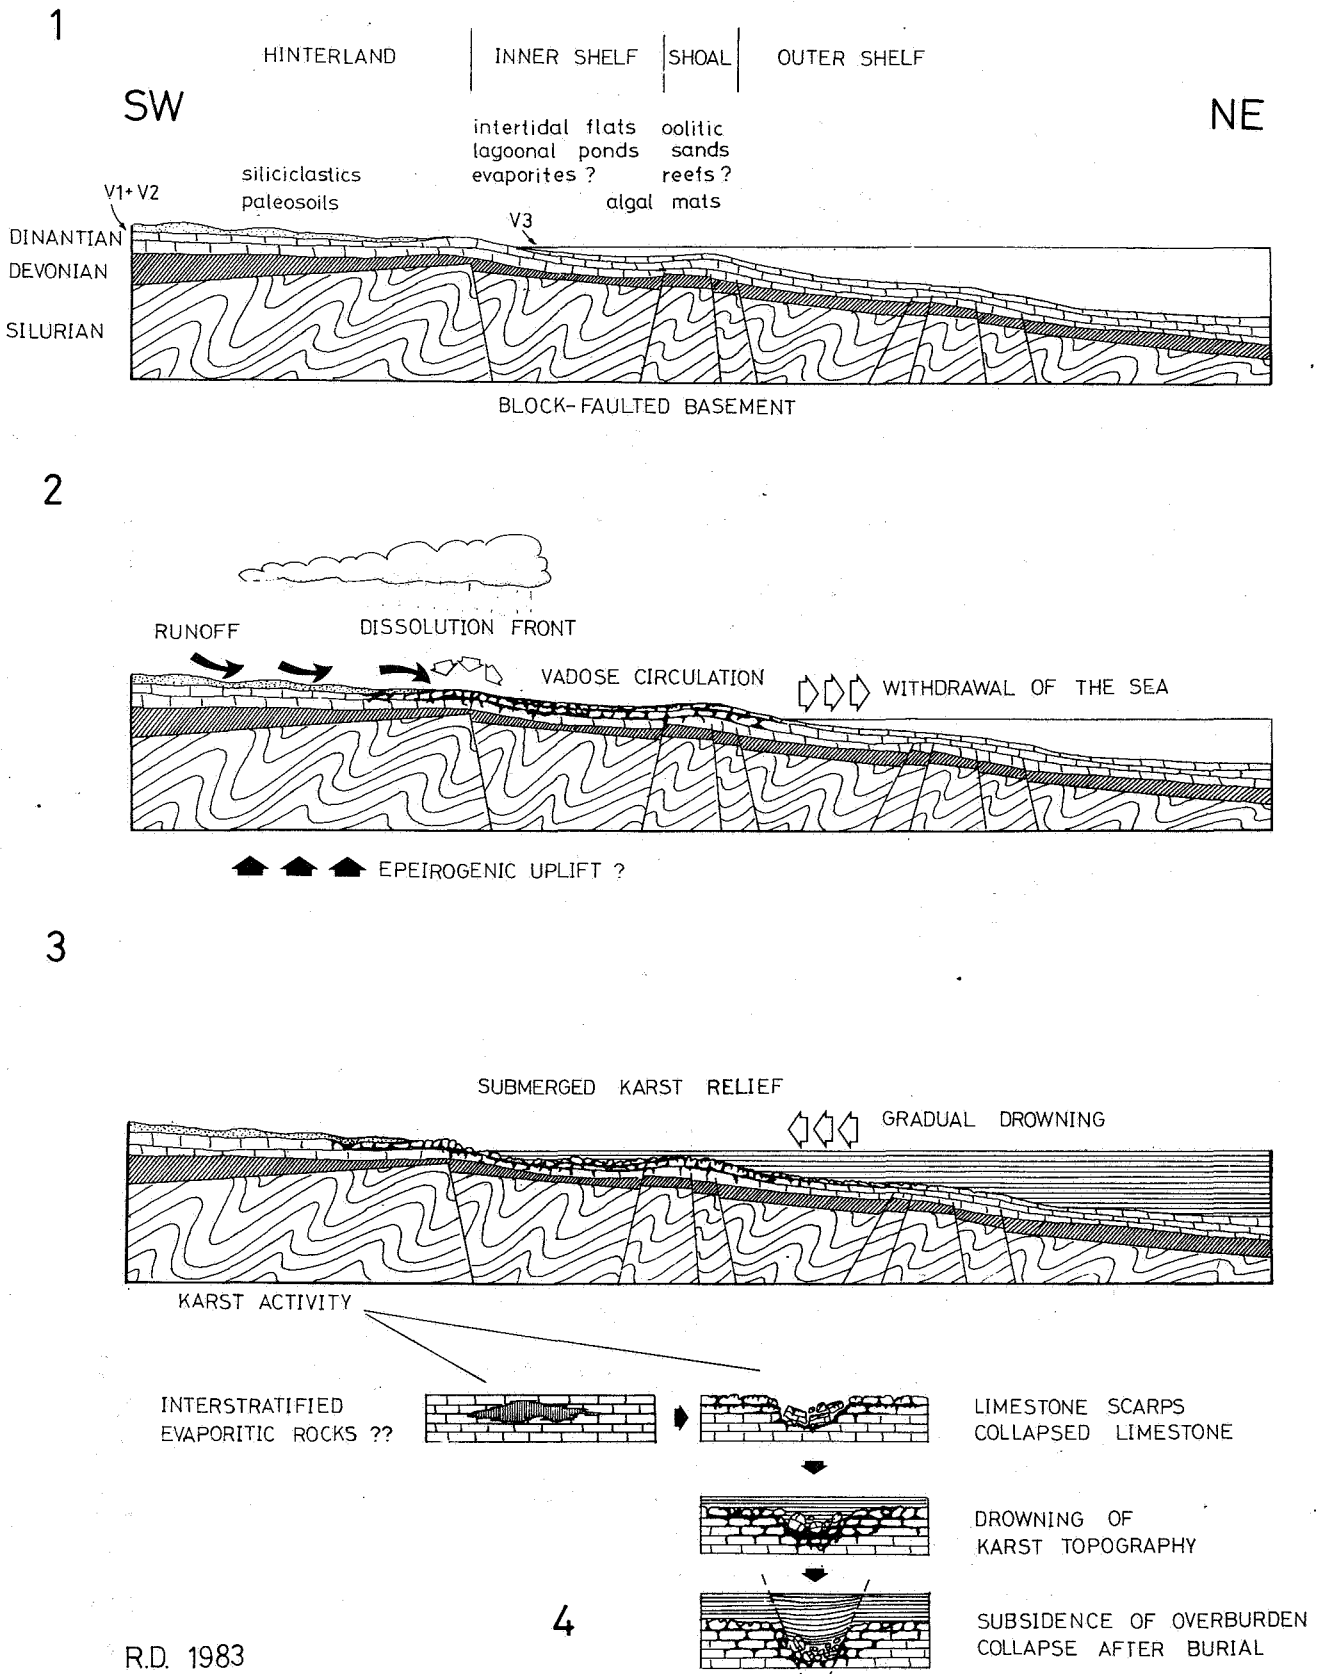 1
HINTERLAND INNER SHELF SHOAL OUTER SHELF
SW NE
intertidal flats oolitic
lagoonal ponds sands
evaporites ? reefs ?
algal mats
siliciclastics
paleosoils
V1+V2
V3
DINANTIAN
DEVONIAN
SILURIAN
BLOCK-FAULTED BASEMENT
2
RUNOFF DISSOLUTION FRONT
VADOSE CIRCULATION WITHDRAWAL OF THE SEA
EPEIROGENIC UPLIFT ?
3
SUBMERGED KARST RELIEF
GRADUAL DROWNING
KARST ACTIVITY
INTERSTRATIFIED
EVAPORITIC ROCKS ??
LIMESTONE SCARPS
COLLAPSED LIMESTONE
DROWNING OF
KARST TOPOGRAPHY
4
SUBSIDENCE OF OVERBURDEN
COLLAPSE AFTER BURIAL
R.D. 1983